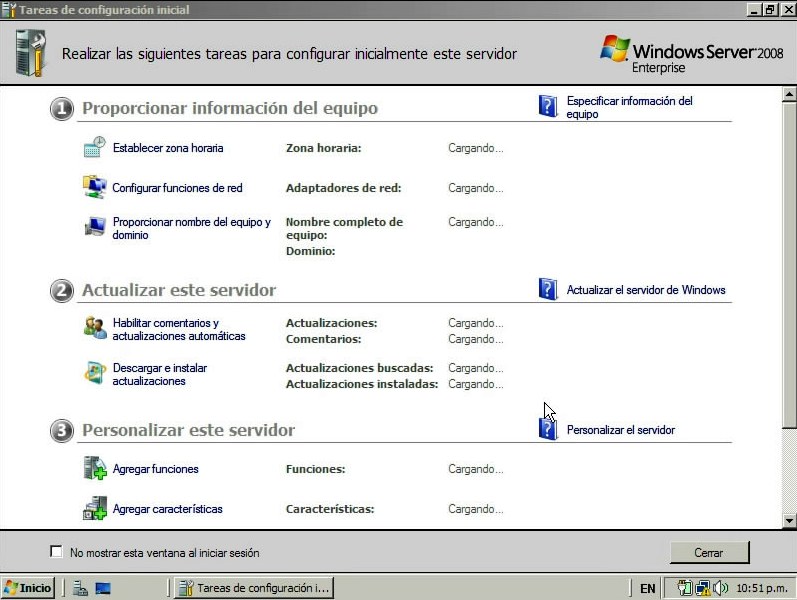 Tareas de configuración inicial
Realizar las siguientes tareas para configurar inicialmente este servidor
Windows Server 2008
Enterprise
1 Proporcionar información del equipo
Especificar información del
equipo
Establecer zona horaria Zona horaria: Cargando...
Configurar funciones de red Adaptadores de red: Cargando...
Proporcionar nombre del equipo y Nombre completo de Cargando...
dominio equipo:
Dominio:
2 Actualizar este servidor Actualizar el servidor de Windows
Habilitar comentarios y Actualizaciones: Cargando...
actualizaciones automáticas Comentarios: Cargando...
Descargar e instalar Actualizaciones buscadas: Cargando...
actualizaciones Actualizaciones instaladas: Cargando...
3 Personalizar este servidor Personalizar el servidor
Agregar funciones Funciones: Cargando...
Agregar características Características: Cargando...
No mostrar esta ventana al iniciar sesión Cerrar
Inicio Tareas de configuración i... EN 10:51 p.m.